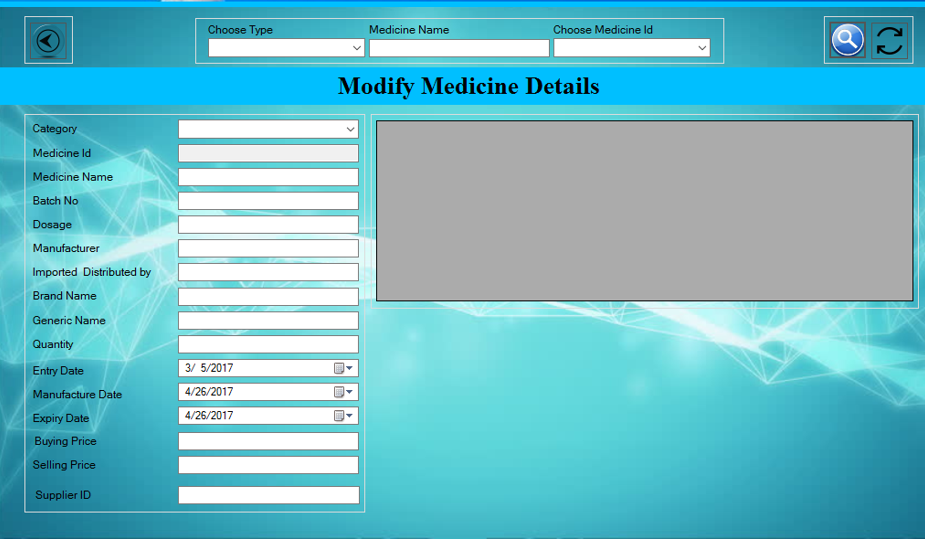 Choose Type Medicine Name Choose Medicine Id
Modify Medicine Details
Category
Medicine Id
Medicine Name
Batch No
Dosage
Manufacturer
Imported Distributed by
Brand Name
Generic Name
Quantity
Entry Date 3/ 5/2017
Manufacture Date 4/26/2017
Expiry Date 4/26/2017
Buying Price
Selling Price
Supplier ID